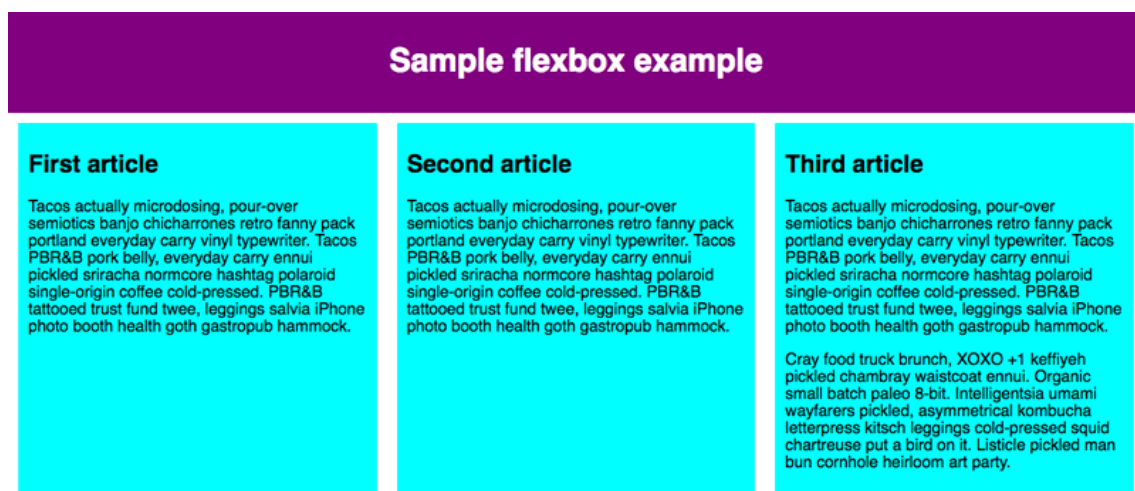 Sample flexbox example
First article
Tacos actually microdosing, pour-over
semiotics banjo chicharrones retro fanny pack
portland everyday carry vinyl typewriter. Tacos
PBR&B pork belly, everyday carry ennui
pickled sriracha normcore hashtag polaroid
single-origin coffee cold-pressed. PBR&B
tattooed trust fund twee, leggings salvia iPhone
photo booth health goth gastropub hammock.
Second article
Tacos actually microdosing, pour-over
semiotics banjo chicharrones retro fanny pack
portland everyday carry vinyl typewriter. Tacos
PBR&B pork belly, everyday carry ennui
pickled sriracha normcore hashtag polaroid
single-origin coffee cold-pressed. PBR&B
tattooed trust fund twee, leggings salvia iPhone
photo booth health goth gastropub hammock.
Third article
Tacos actually microdosing, pour-over
semiotics banjo chicharrones retro fanny pack
portland everyday carry vinyl typewriter. Tacos
PBR&B pork belly, everyday carry ennui
pickled sriracha normcore hashtag polaroid
single-origin coffee cold-pressed. PBR&B
tattooed trust fund twee, leggings salvia iPhone
photo booth health goth gastropub hammock.
Cray food truck brunch, XOXO +1 keffiyeh
pickled chambray waistcoat ennui. Organic
small batch paleo 8-bit. Intelligentsia umami
wayfarers pickled, asymmetrical kombucha
letterpress kitsch leggings cold-pressed squid
chartreuse put a bird on it. Listicle pickled man
bun cornhole heirloom art party.